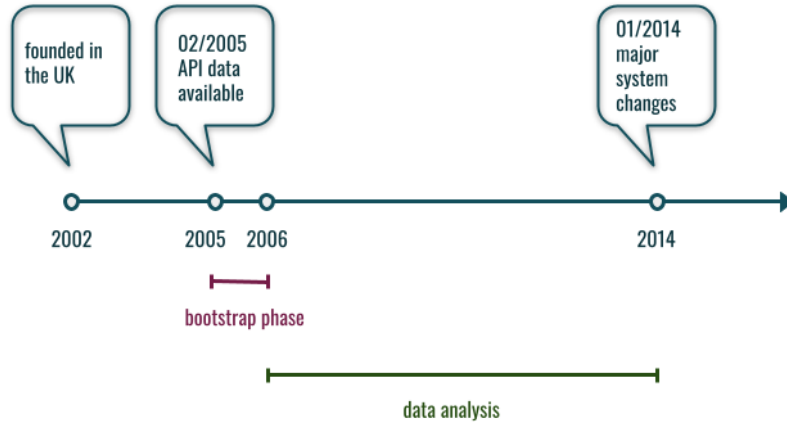 founded in
the UK
02/2005
API data
available
01/2014
major
system
changes
2002
2005
2006
2014
bootstrap phase
data analysis